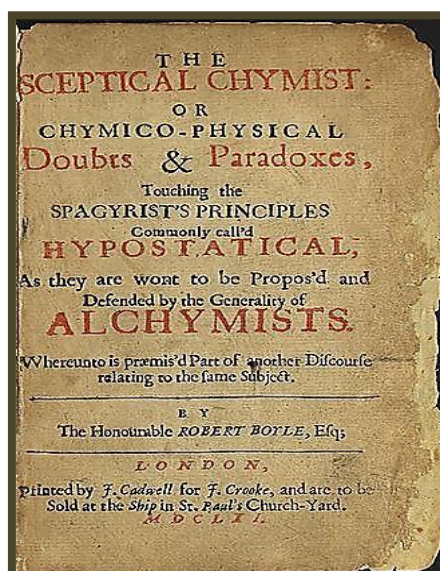 THE
SCEPTICAL CHYMIST:
OR
CHYMICO-PHYSICAL
Doubts & Paradoxes,
Touching the
SPAGYRIST'S PRINCIPLES
Commonly call'd
HYPOSTATICAL,
As they are wont to be Propos'd and
Defended by the Generality of
ALCHYMISTS.
Whereunto is præmis'd Part of another Discourse
relating to the same Subject.
BY
The Honourable ROBERT BOYLE, Esq;
LONDON,
Printed by J. Cadwell for J. Crooke, and are to be
Sold at the Ship in St. Paul's Church-Yard.
MDCLXI.